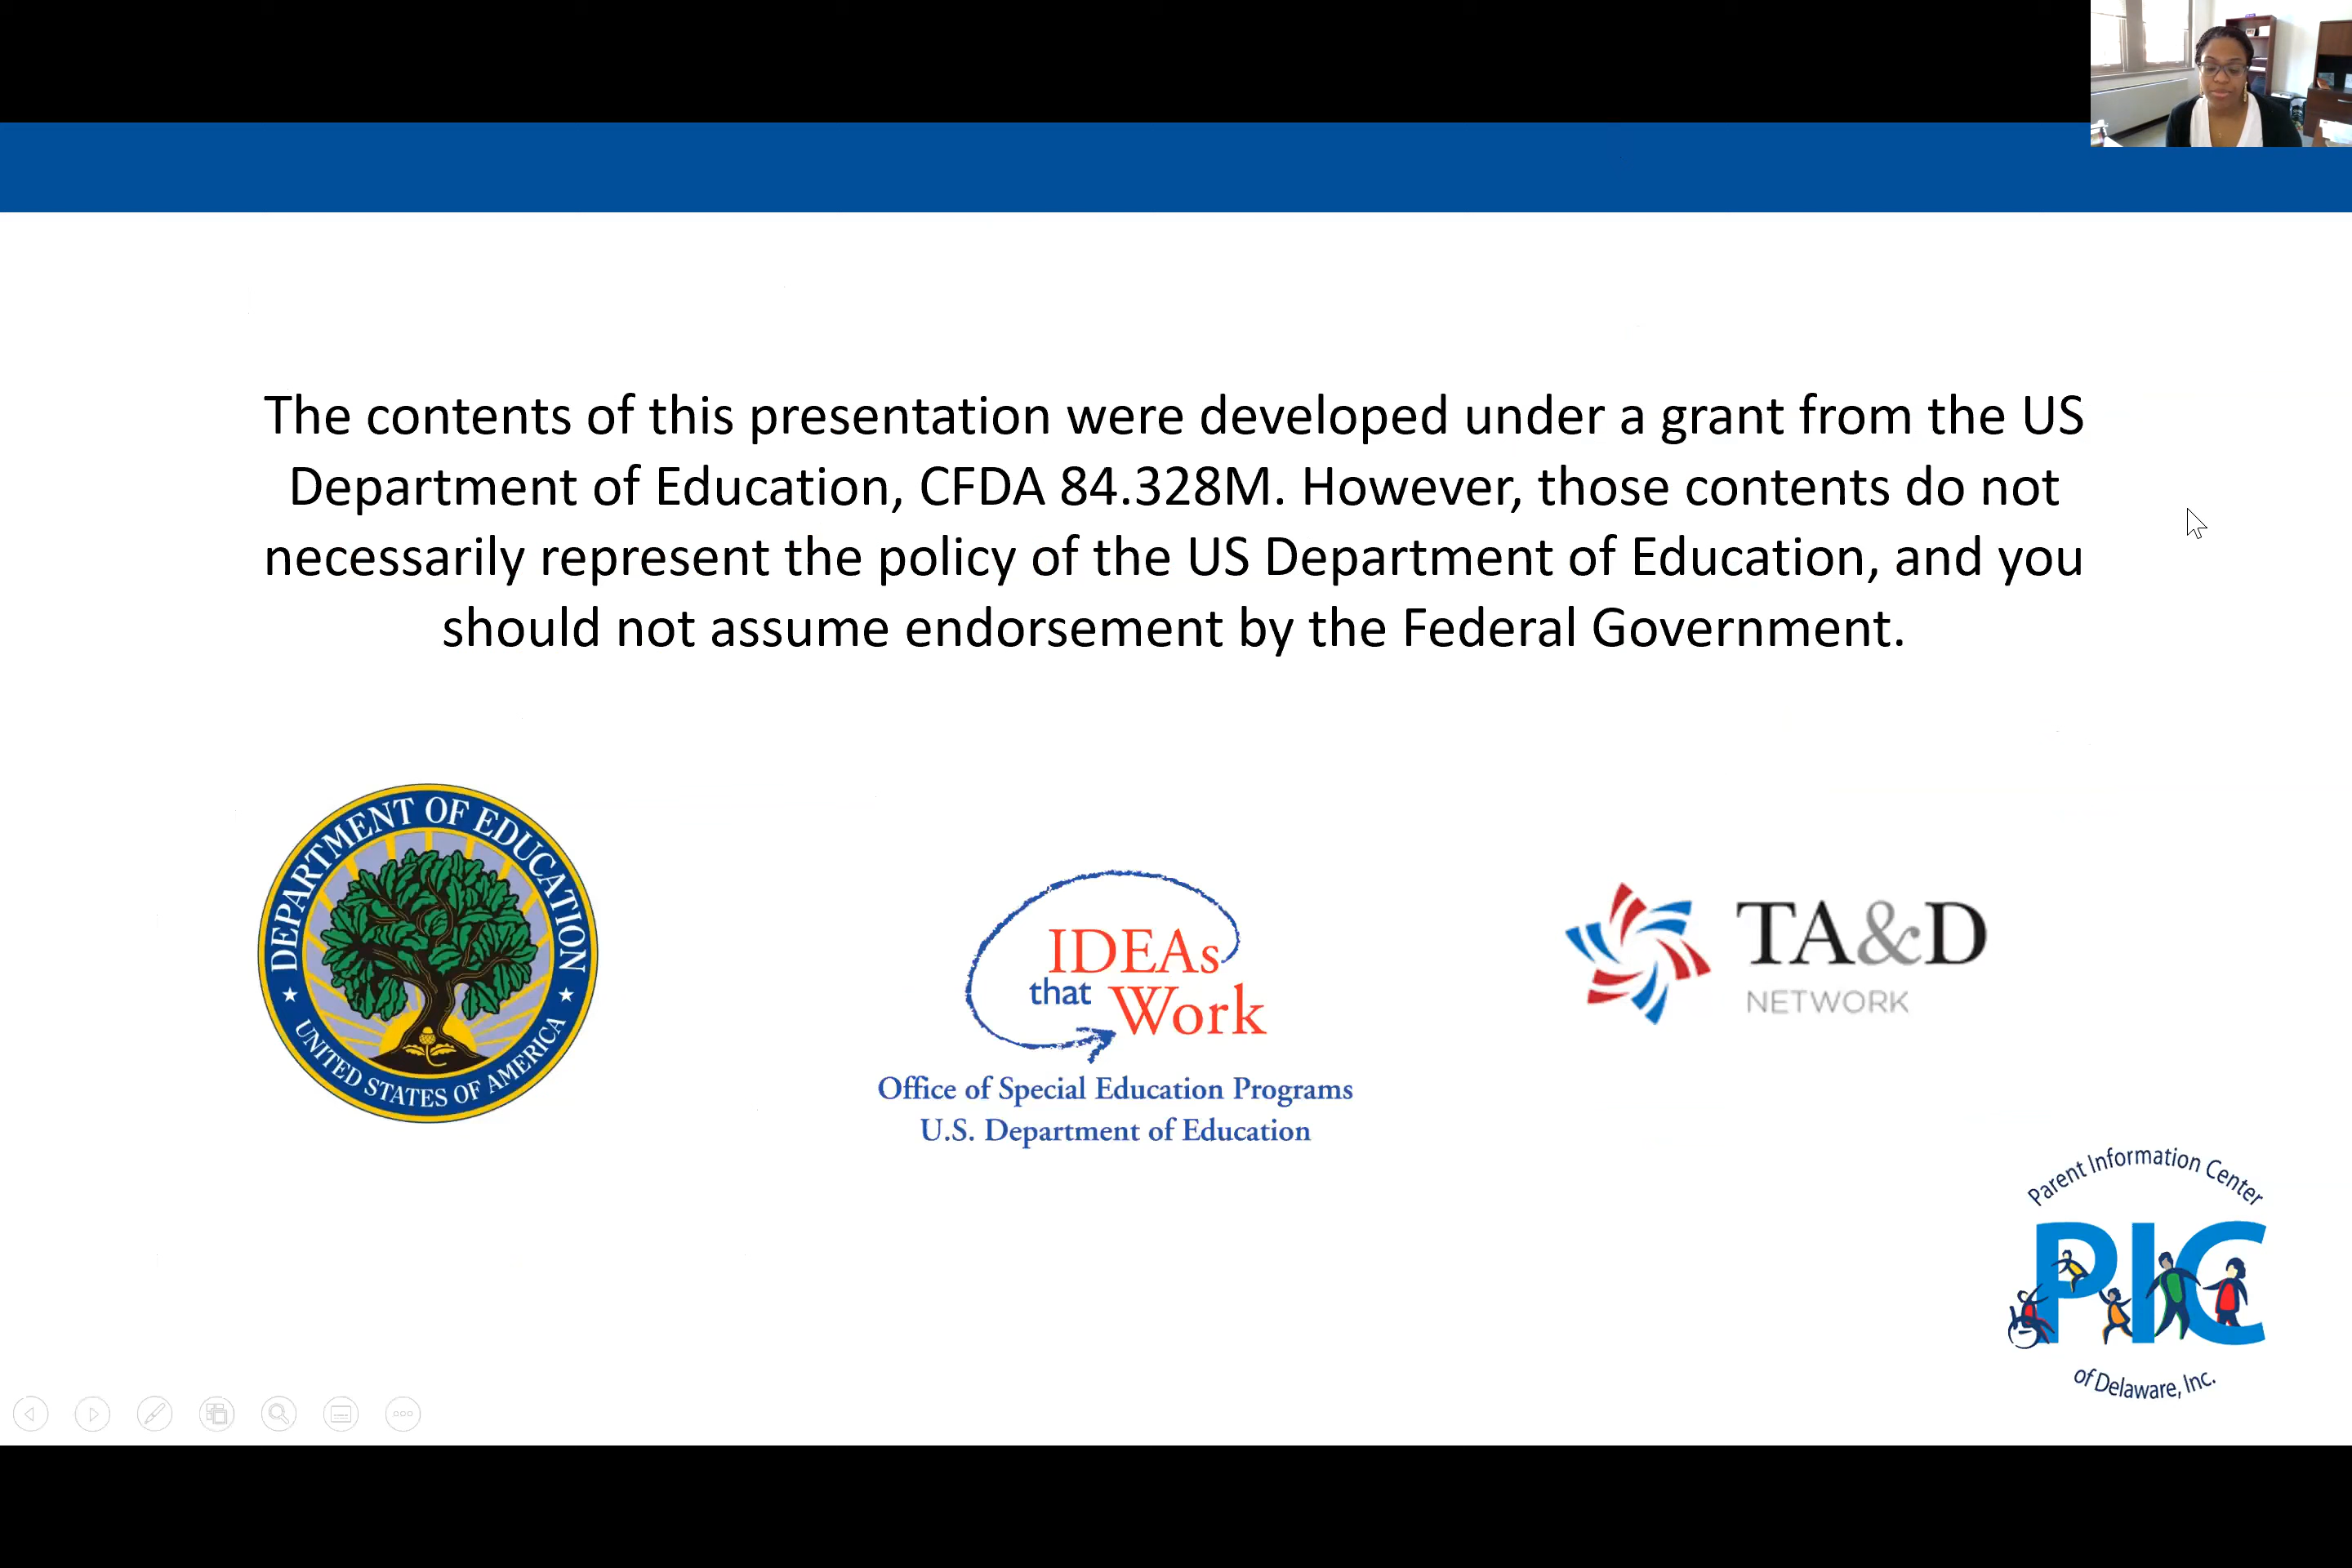 The contents of this presentation were developed under a grant from the US
Department of Education, CFDA 84.328M. However, those contents do not
necessarily represent the policy of the US Department of Education, and you
should not assume endorsement by the Federal Government.
DEPARTMENT OF EDUCATION
UNITED STATES OF AMERICA
IDEAs
that Work
Office of Special Education Programs
U.S. Department of Education
TA&D
NETWORK
Parent Information Center
PIC
of Delaware, Inc.